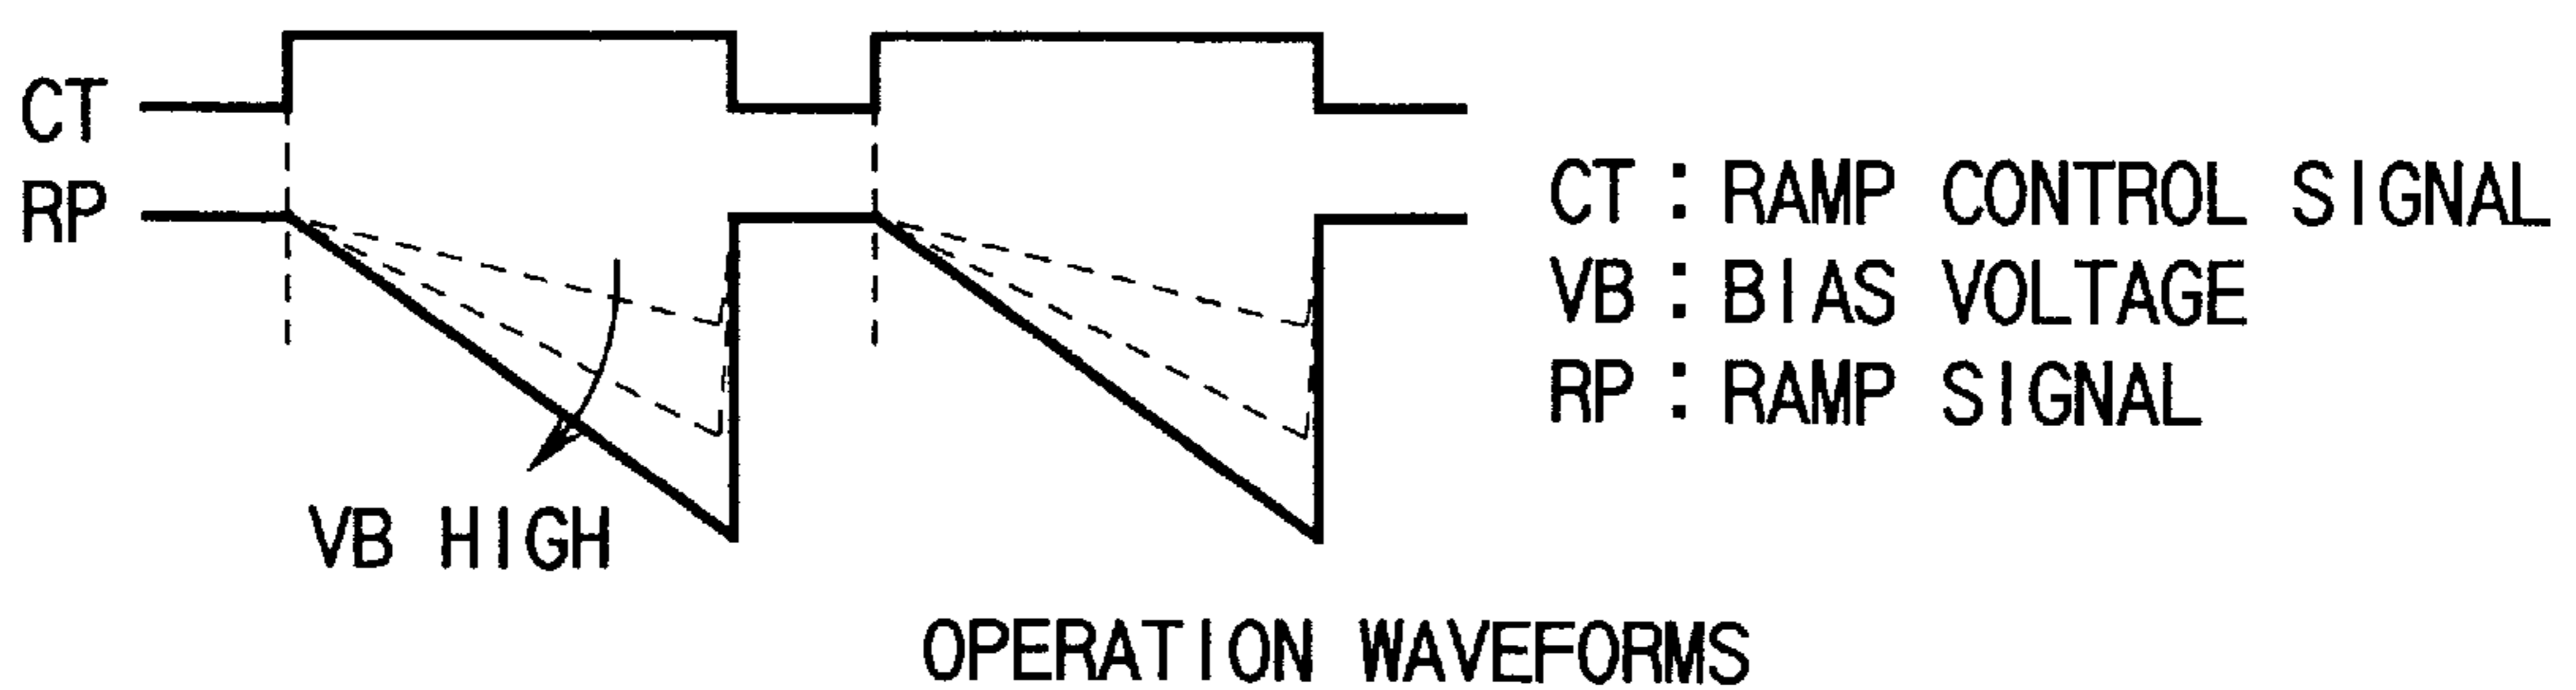 CT
RP
CT : RAMP CONTROL SIGNAL
VB : BIAS VOLTAGE
RP : RAMP SIGNAL
VB HIGH
OPERATION WAVEFORMS